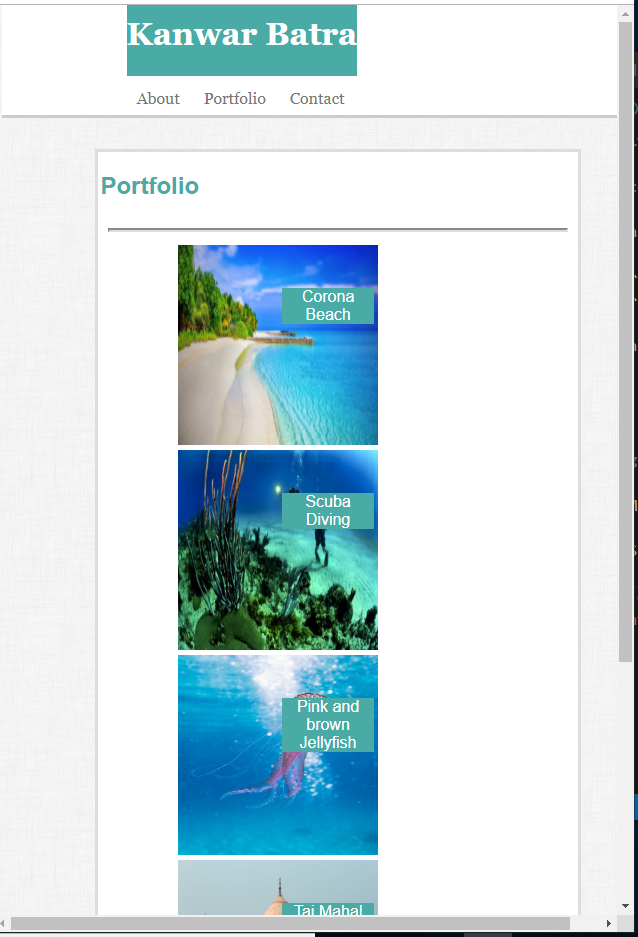 Kanwar Batra
About Portfolio Contact
Portfolio
Corona
Beach
Scuba
Diving
Pink and
brown
Jellyfish
Taj Mahal